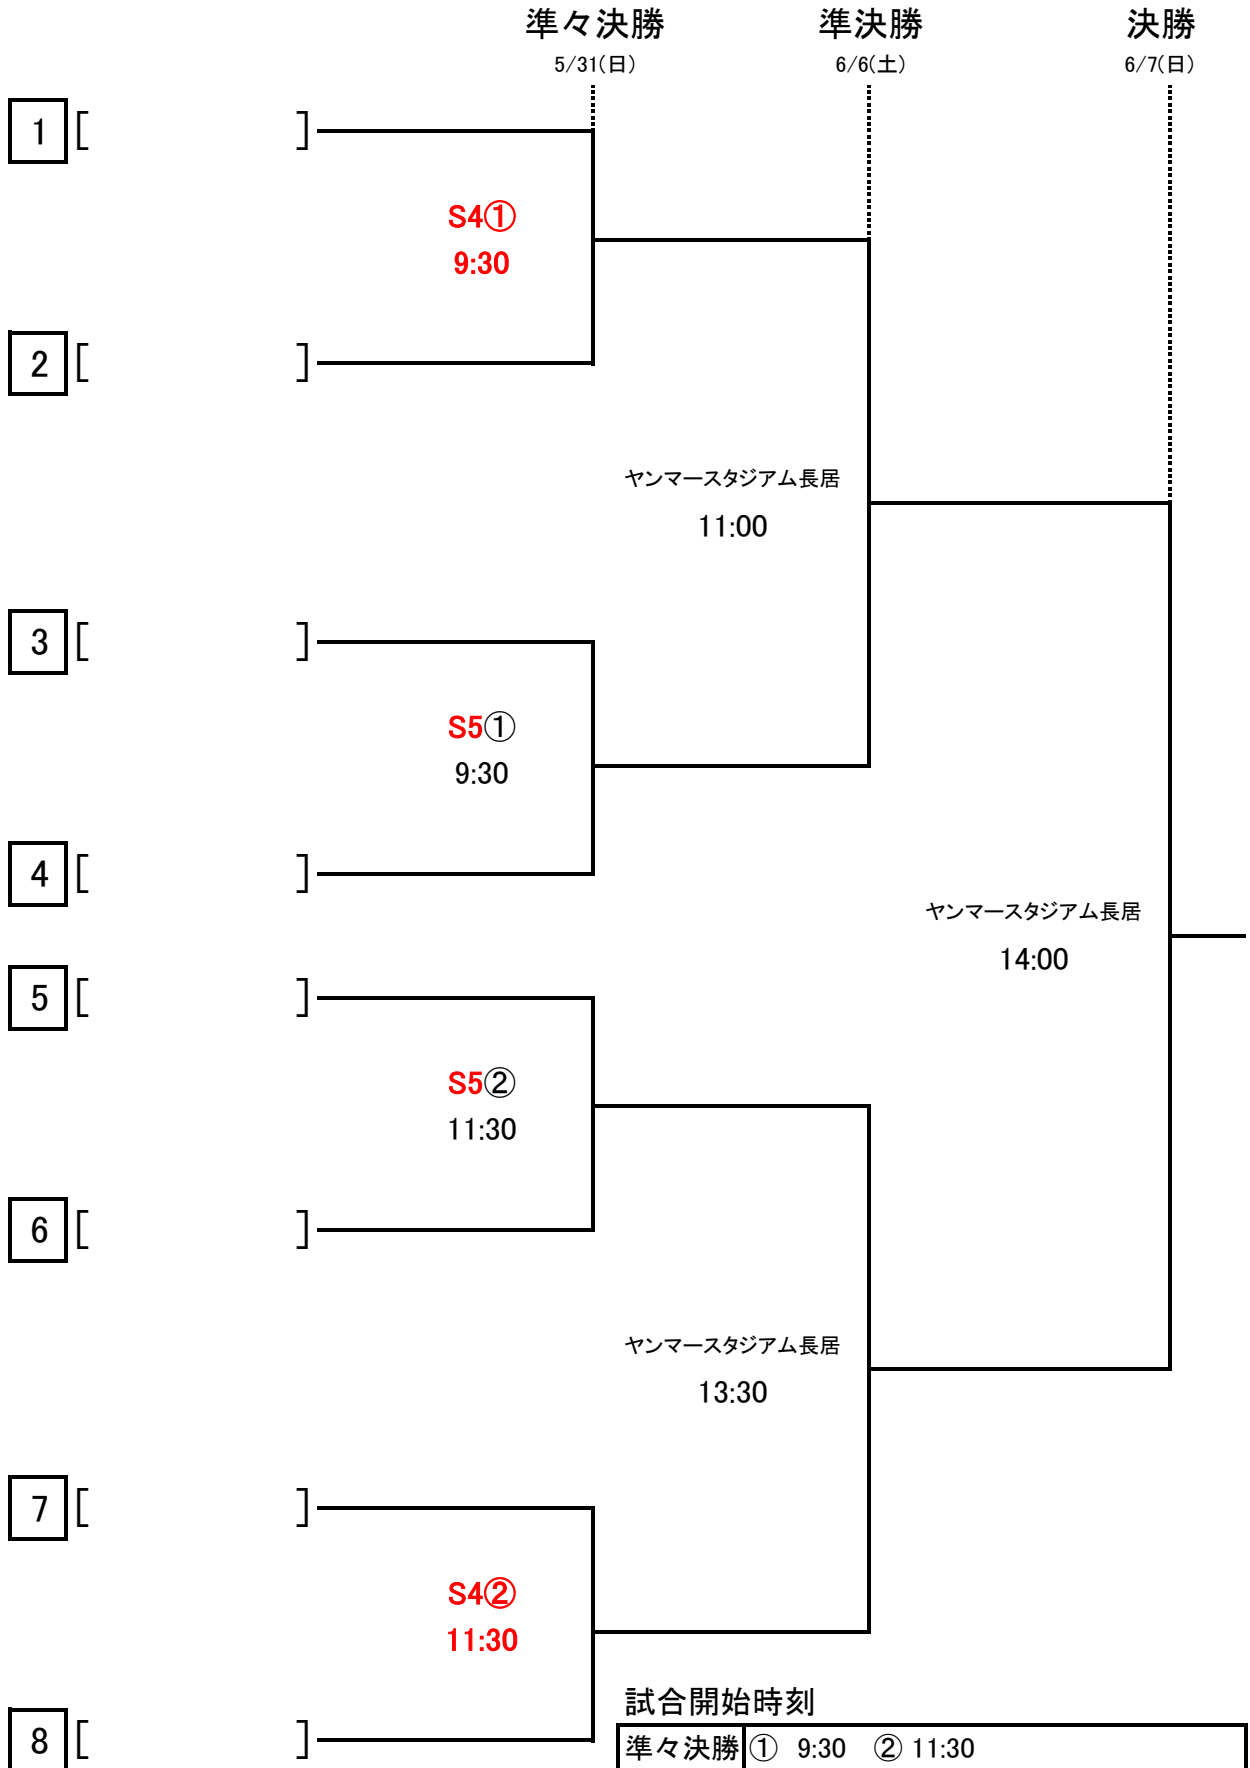 準々決勝 準決勝 決勝
5/31(日) 6/6(土) 6/7(日)
1 [ ]
S4①
9:30
2 [ ]
ヤンマースタジアム長居
11:00
3 [ ]
S5①
9:30
4 [ ]
ヤンマースタジアム長居
14:00
5 [ ]
S5②
11:30
6 [ ]
ヤンマースタジアム長居
13:30
7 [ ]
S4②
11:30
試合開始時刻
8 [ ]
準々決勝 ① 9:30 ② 11:30